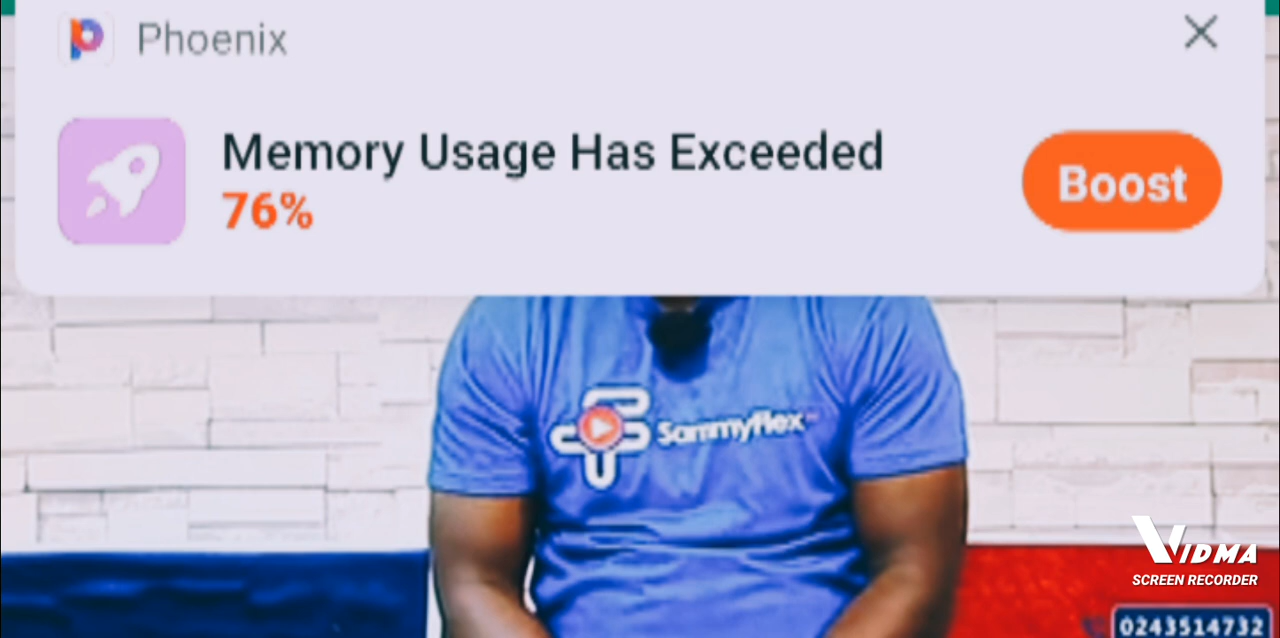 Phoenix
Memory Usage Has Exceeded
76%
Boost
Sammyflex
VIDMA
SCREEN RECORDER
0243514732